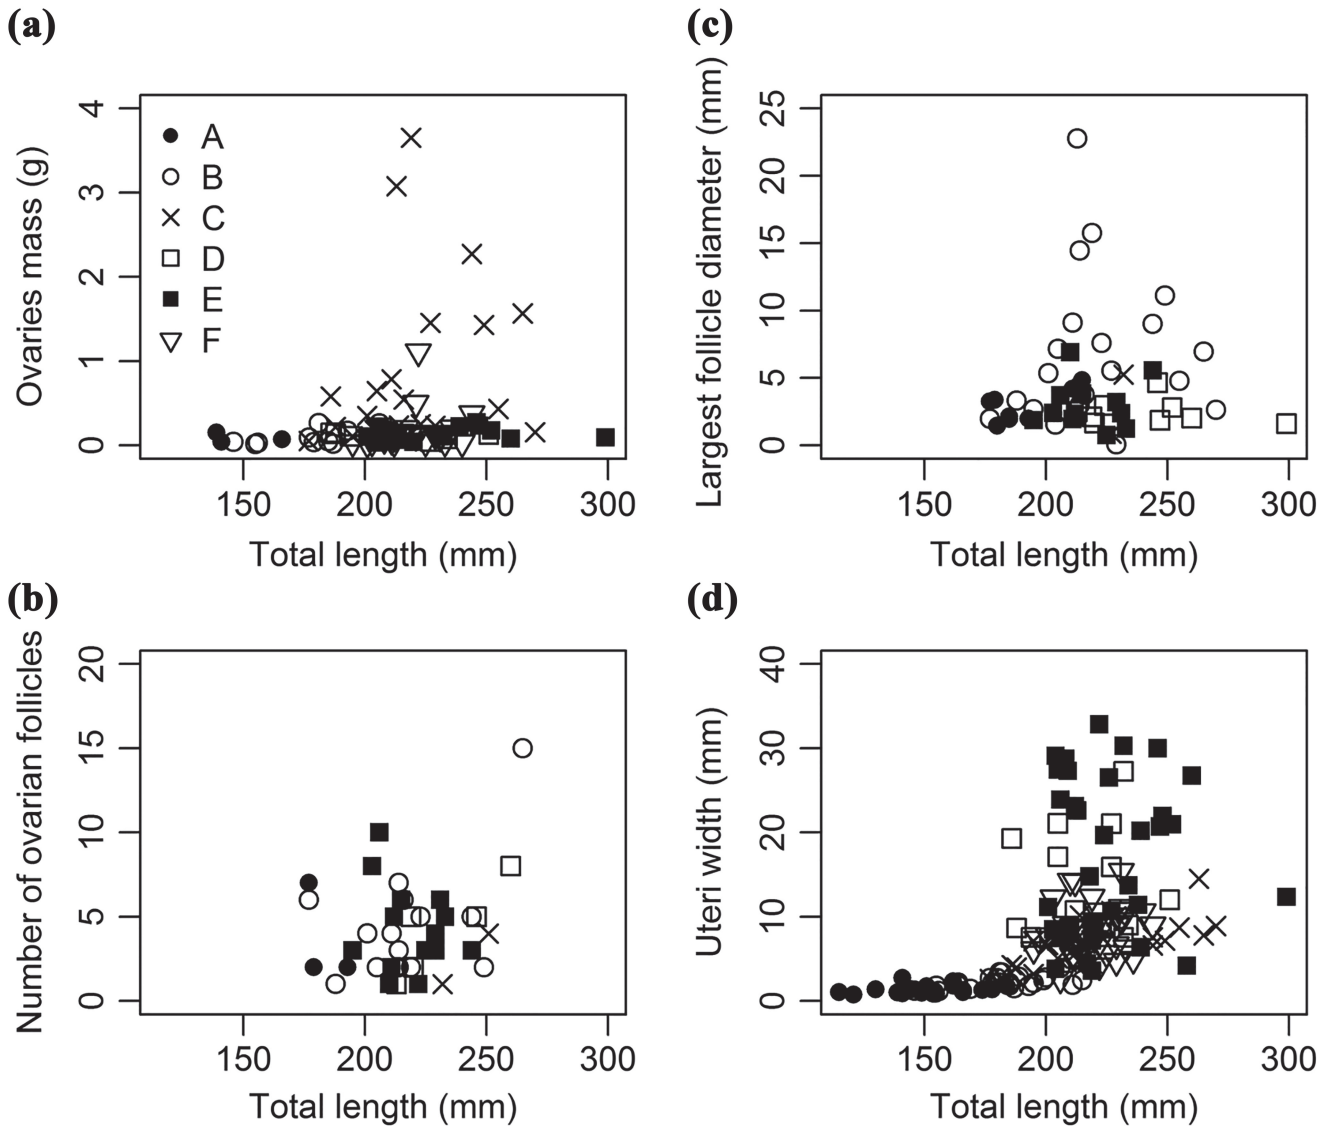 (a)
Ovaries mass (g)
4
3
2
1
0
A
B
C
D
E
F
150 200 250 300
Total length (mm)
(c)
Largest follicle diameter (mm)
25
20
15
10
5
0
150 200 250 300
Total length (mm)
(b)
Number of ovarian follicles
20
15
10
5
0
150 200 250 300
Total length (mm)
(d)
Uteri width (mm)
40
30
20
10
0
150 200 250 300
Total length (mm)